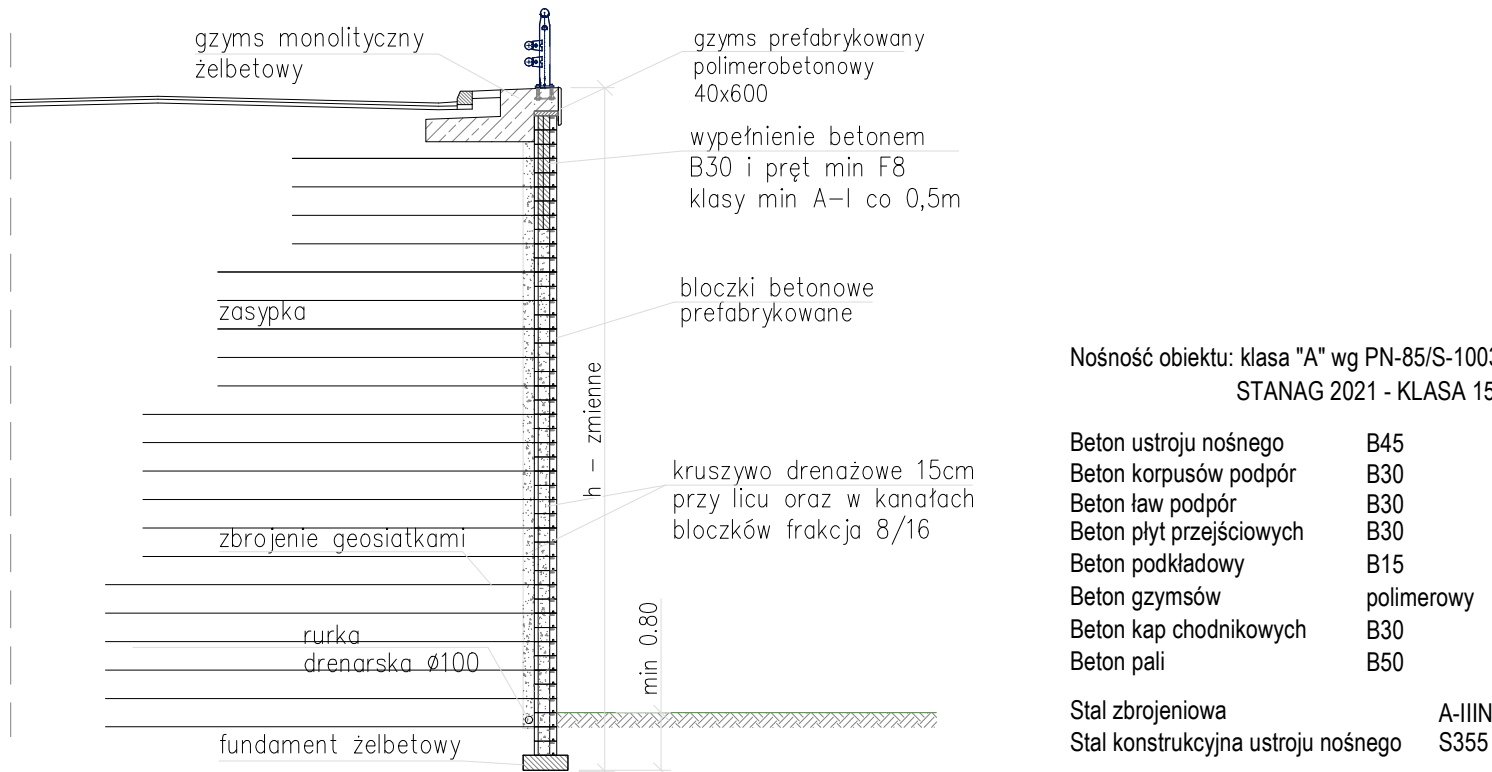 gzyms monolityczny
żelbetowy
gzyms prefabrykowany
polimerobetonowy
40x600
wypełnienie betonem
B30 i pręt min F8
klasy min A-I co 0,5m
bloczki betonowe
prefabrykowane
zasypka
h - zmienne
kruszywo drenażowe 15cm
przy licu oraz w kanałach
bloczków frakcja 8/16
zbrojenie geosiatkami
rurka
drenarska Ø100
min 0.80
fundament żelbetowy
Nośność obiektu: klasa "A" wg PN-85/S-1003
STANAG 2021 - KLASA 15
Beton ustroju nośnego B45
Beton korpusów podpór B30
Beton ław podpór B30
Beton płyt przejściowych B30
Beton podkładowy B15
Beton gzymsów polimerowy
Beton kap chodnikowych B30
Beton pali B50
Stal zbrojeniowa A-IIIN
Stal konstrukcyjna ustroju nośnego S355